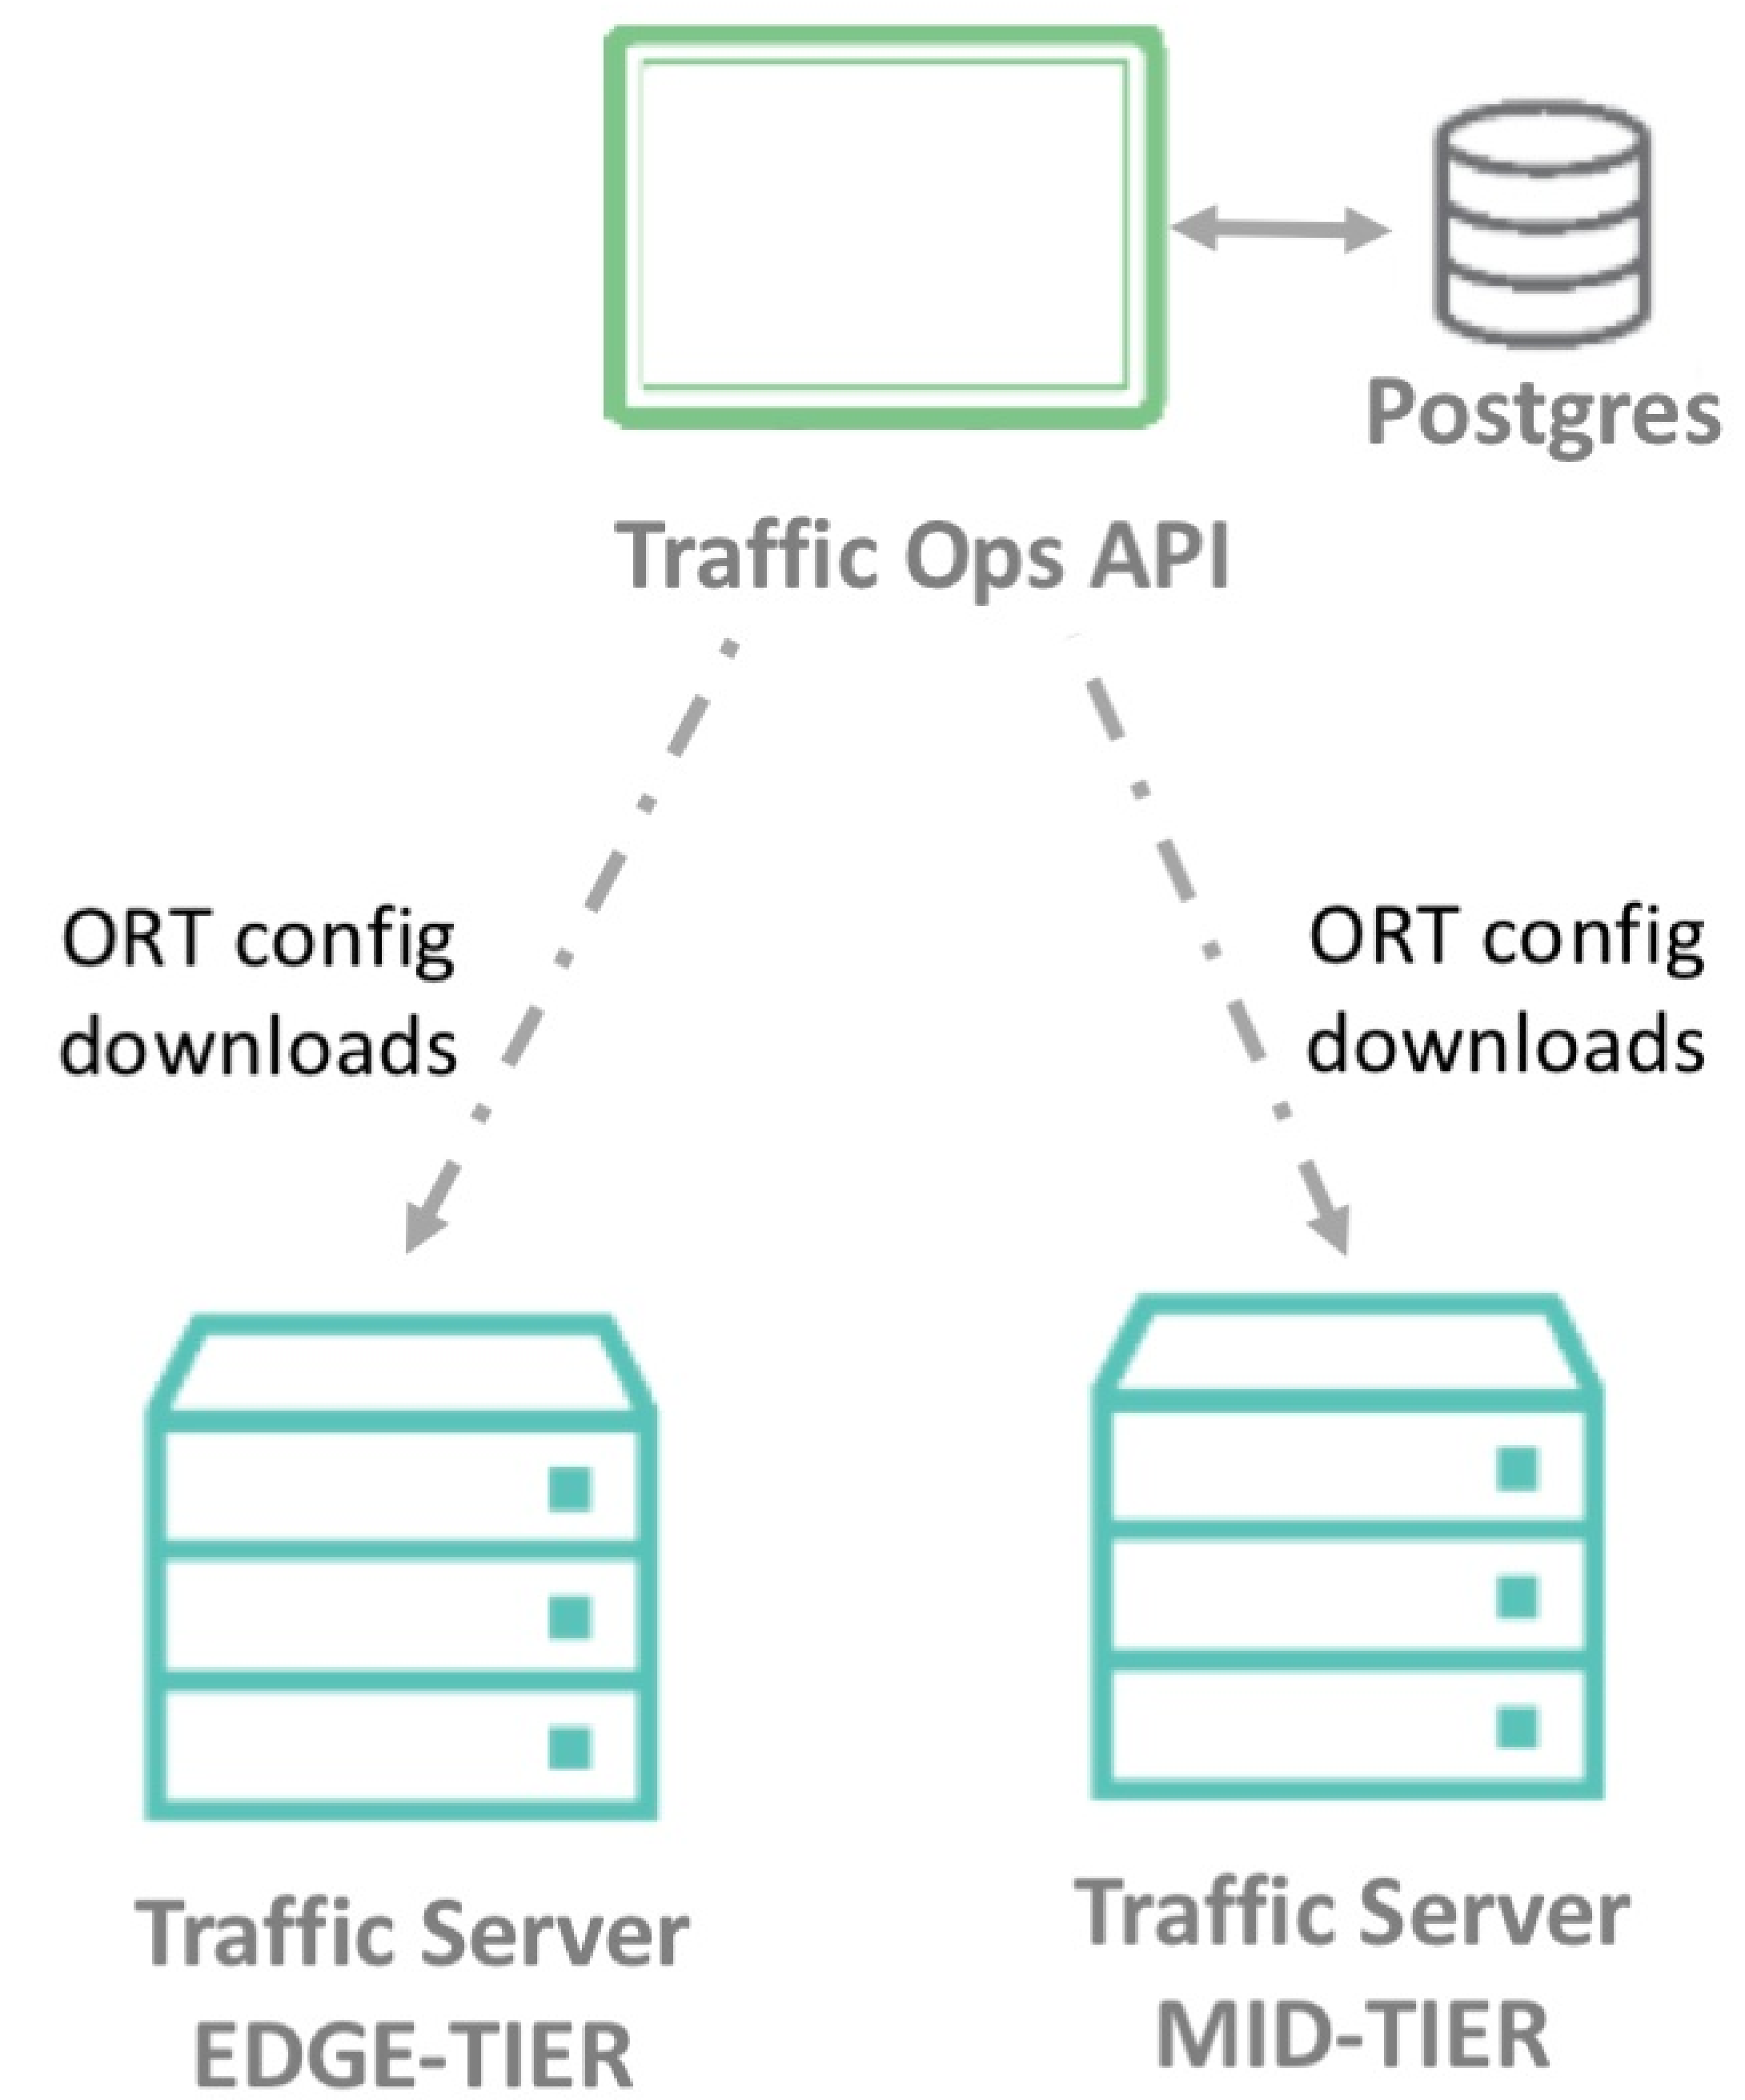 Postgres
Traffic Ops API
ORT config
downloads
ORT config
downloads
Traffic Server
EDGE-TIER
Traffic Server
MID-TIER